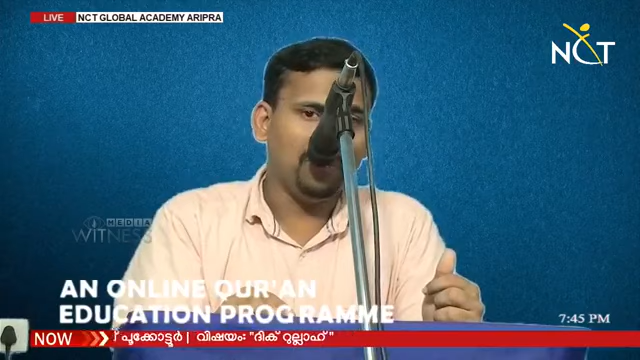 LIVE NCT GLOBAL ACADEMY ARIPRA
NCT
MEDIA
WITNESS
AN ONLINE QUR'AN
EDUCATION PROGRAMME
7:45 PM
NOW പൂക്കോട്ടൂർ | വിഷയം: "ദിക് റുല്ലാഹ് "